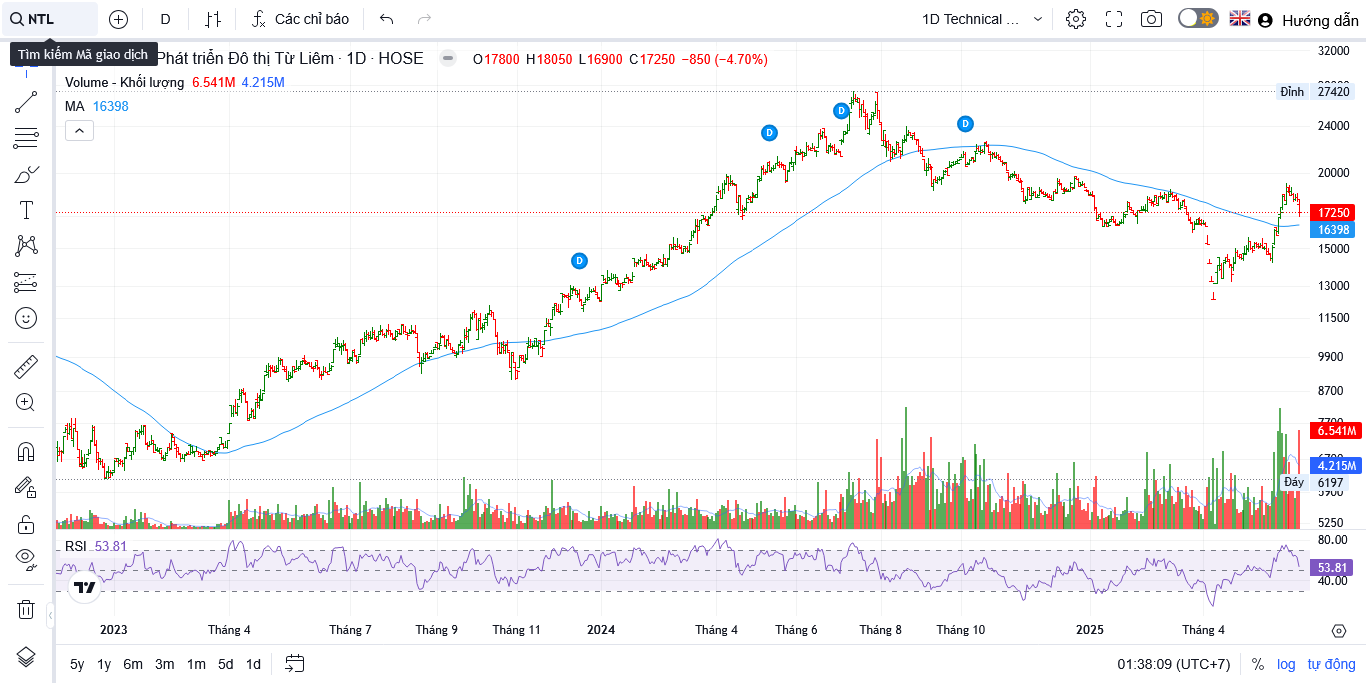 NTL
D
Các chỉ báo
1D Technical ...
Hướng dẫn
Tìm kiếm Mã giao dịch
Phát triển Đô thị Từ Liêm · 1D · HOSE
O17800 H18050 L16900 C17250 −850 (−4.70%)
Volume - Khối lượng 6.541M 4.215M
MA 16398
32000
Đỉnh 27420
24000
20000
17250
16398
15000
13000
11500
9900
8700
7700
6.541M
4.215M
Đáy 6197
5900
5250
D
D
D
D
RSI 53.81
80.00
53.81
40.00
2023
Tháng 4
Tháng 7
Tháng 9
Tháng 11
2024
Tháng 4
Tháng 6
Tháng 8
Tháng 10
2025
Tháng 4
5y 1y 6m 3m 1m 5d 1d
01:38:09 (UTC+7)
% log tự động